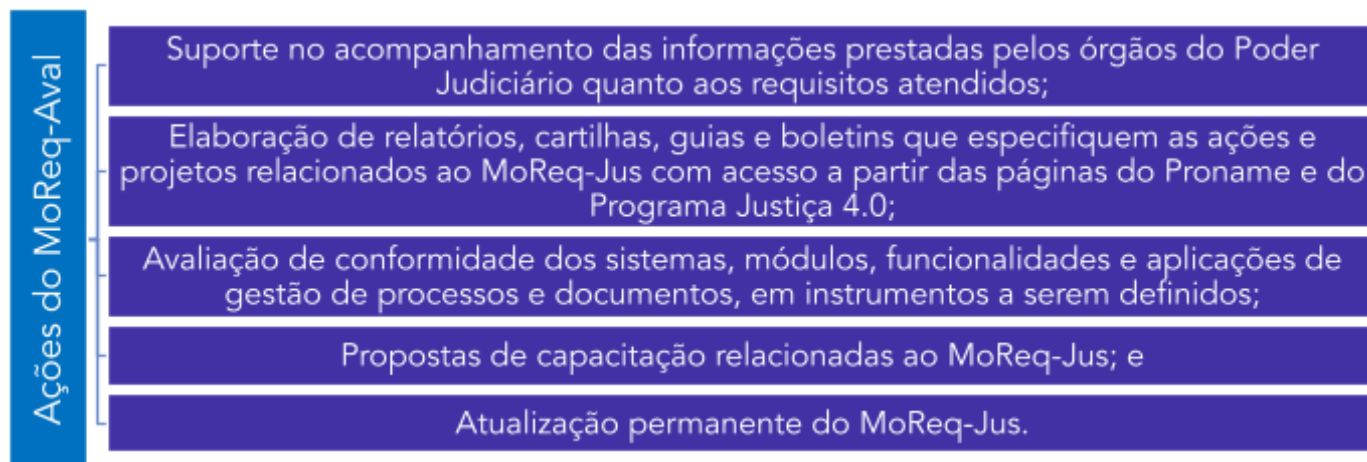 Ações do MoReq-Aval
Suporte no acompanhamento das informações prestadas pelos órgãos do Poder
Judiciário quanto aos requisitos atendidos;
Elaboração de relatórios, cartilhas, guias e boletins que especifiquem as ações e
projetos relacionados ao MoReq-Jus com acesso a partir das páginas do Proname e do
Programa Justiça 4.0;
Avaliação de conformidade dos sistemas, módulos, funcionalidades e aplicações de
gestão de processos e documentos, em instrumentos a serem definidos;
Propostas de capacitação relacionadas ao MoReq-Jus; e
Atualização permanente do MoReq-Jus.